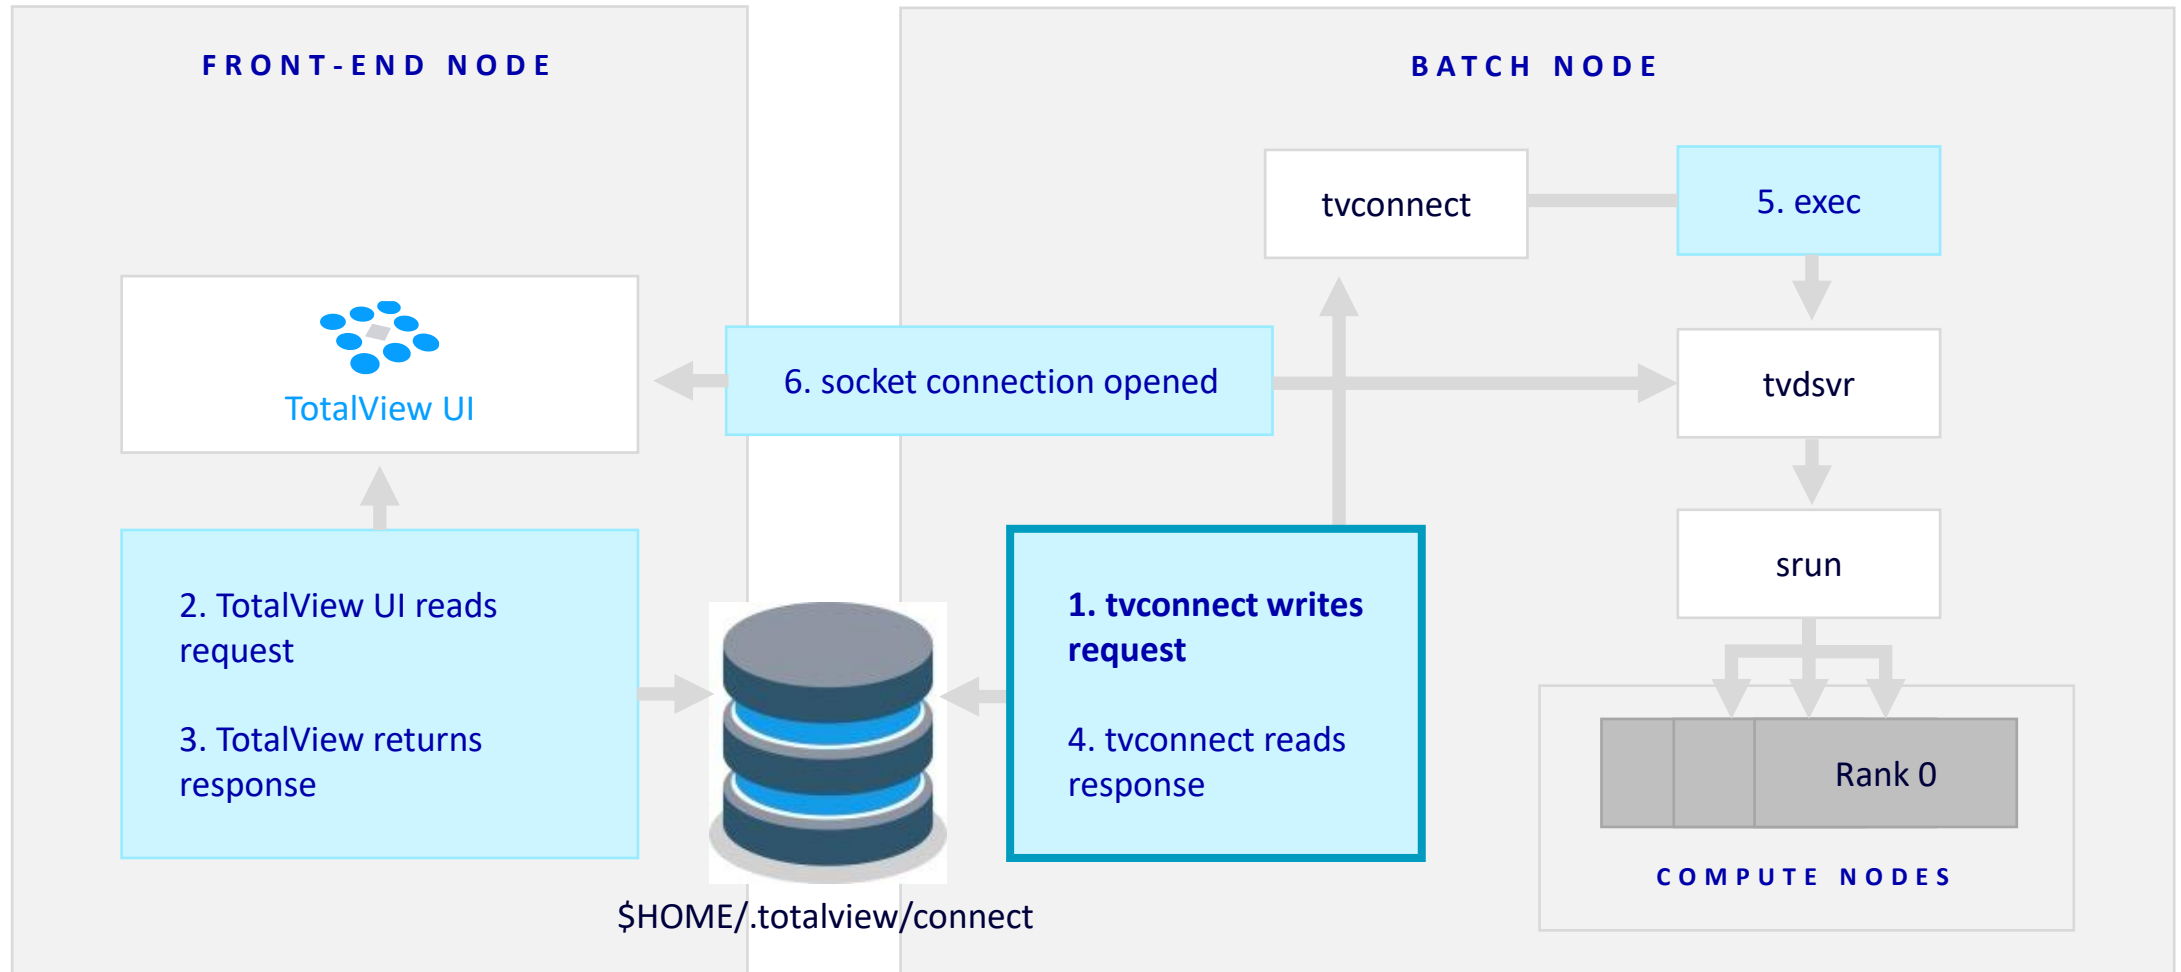 FRONT-END NODE
BATCH NODE
tvconnect
5. exec
TotalView UI
6. socket connection opened
tvdsvr
srun
2. TotalView UI reads
request
3. TotalView returns
response
1. tvconnect writes
request
4. tvconnect reads
response
Rank 0
COMPUTE NODES
$HOME/.totalview/connect